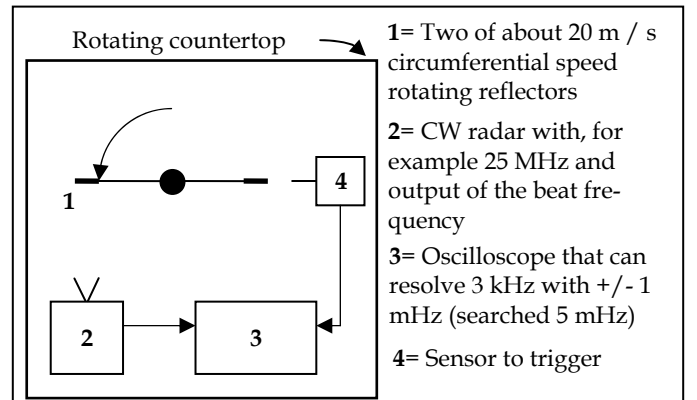 Rotating countertop
1
4
2
3
1= Two of about 20 m / s
circumferential speed
rotating reflectors
2= CW radar with, for
example 25 MHz and
output of the beat fre-
quency
3= Oscilloscope that can
resolve 3 kHz with +/- 1
mHz (searched 5 mHz)
4= Sensor to trigger